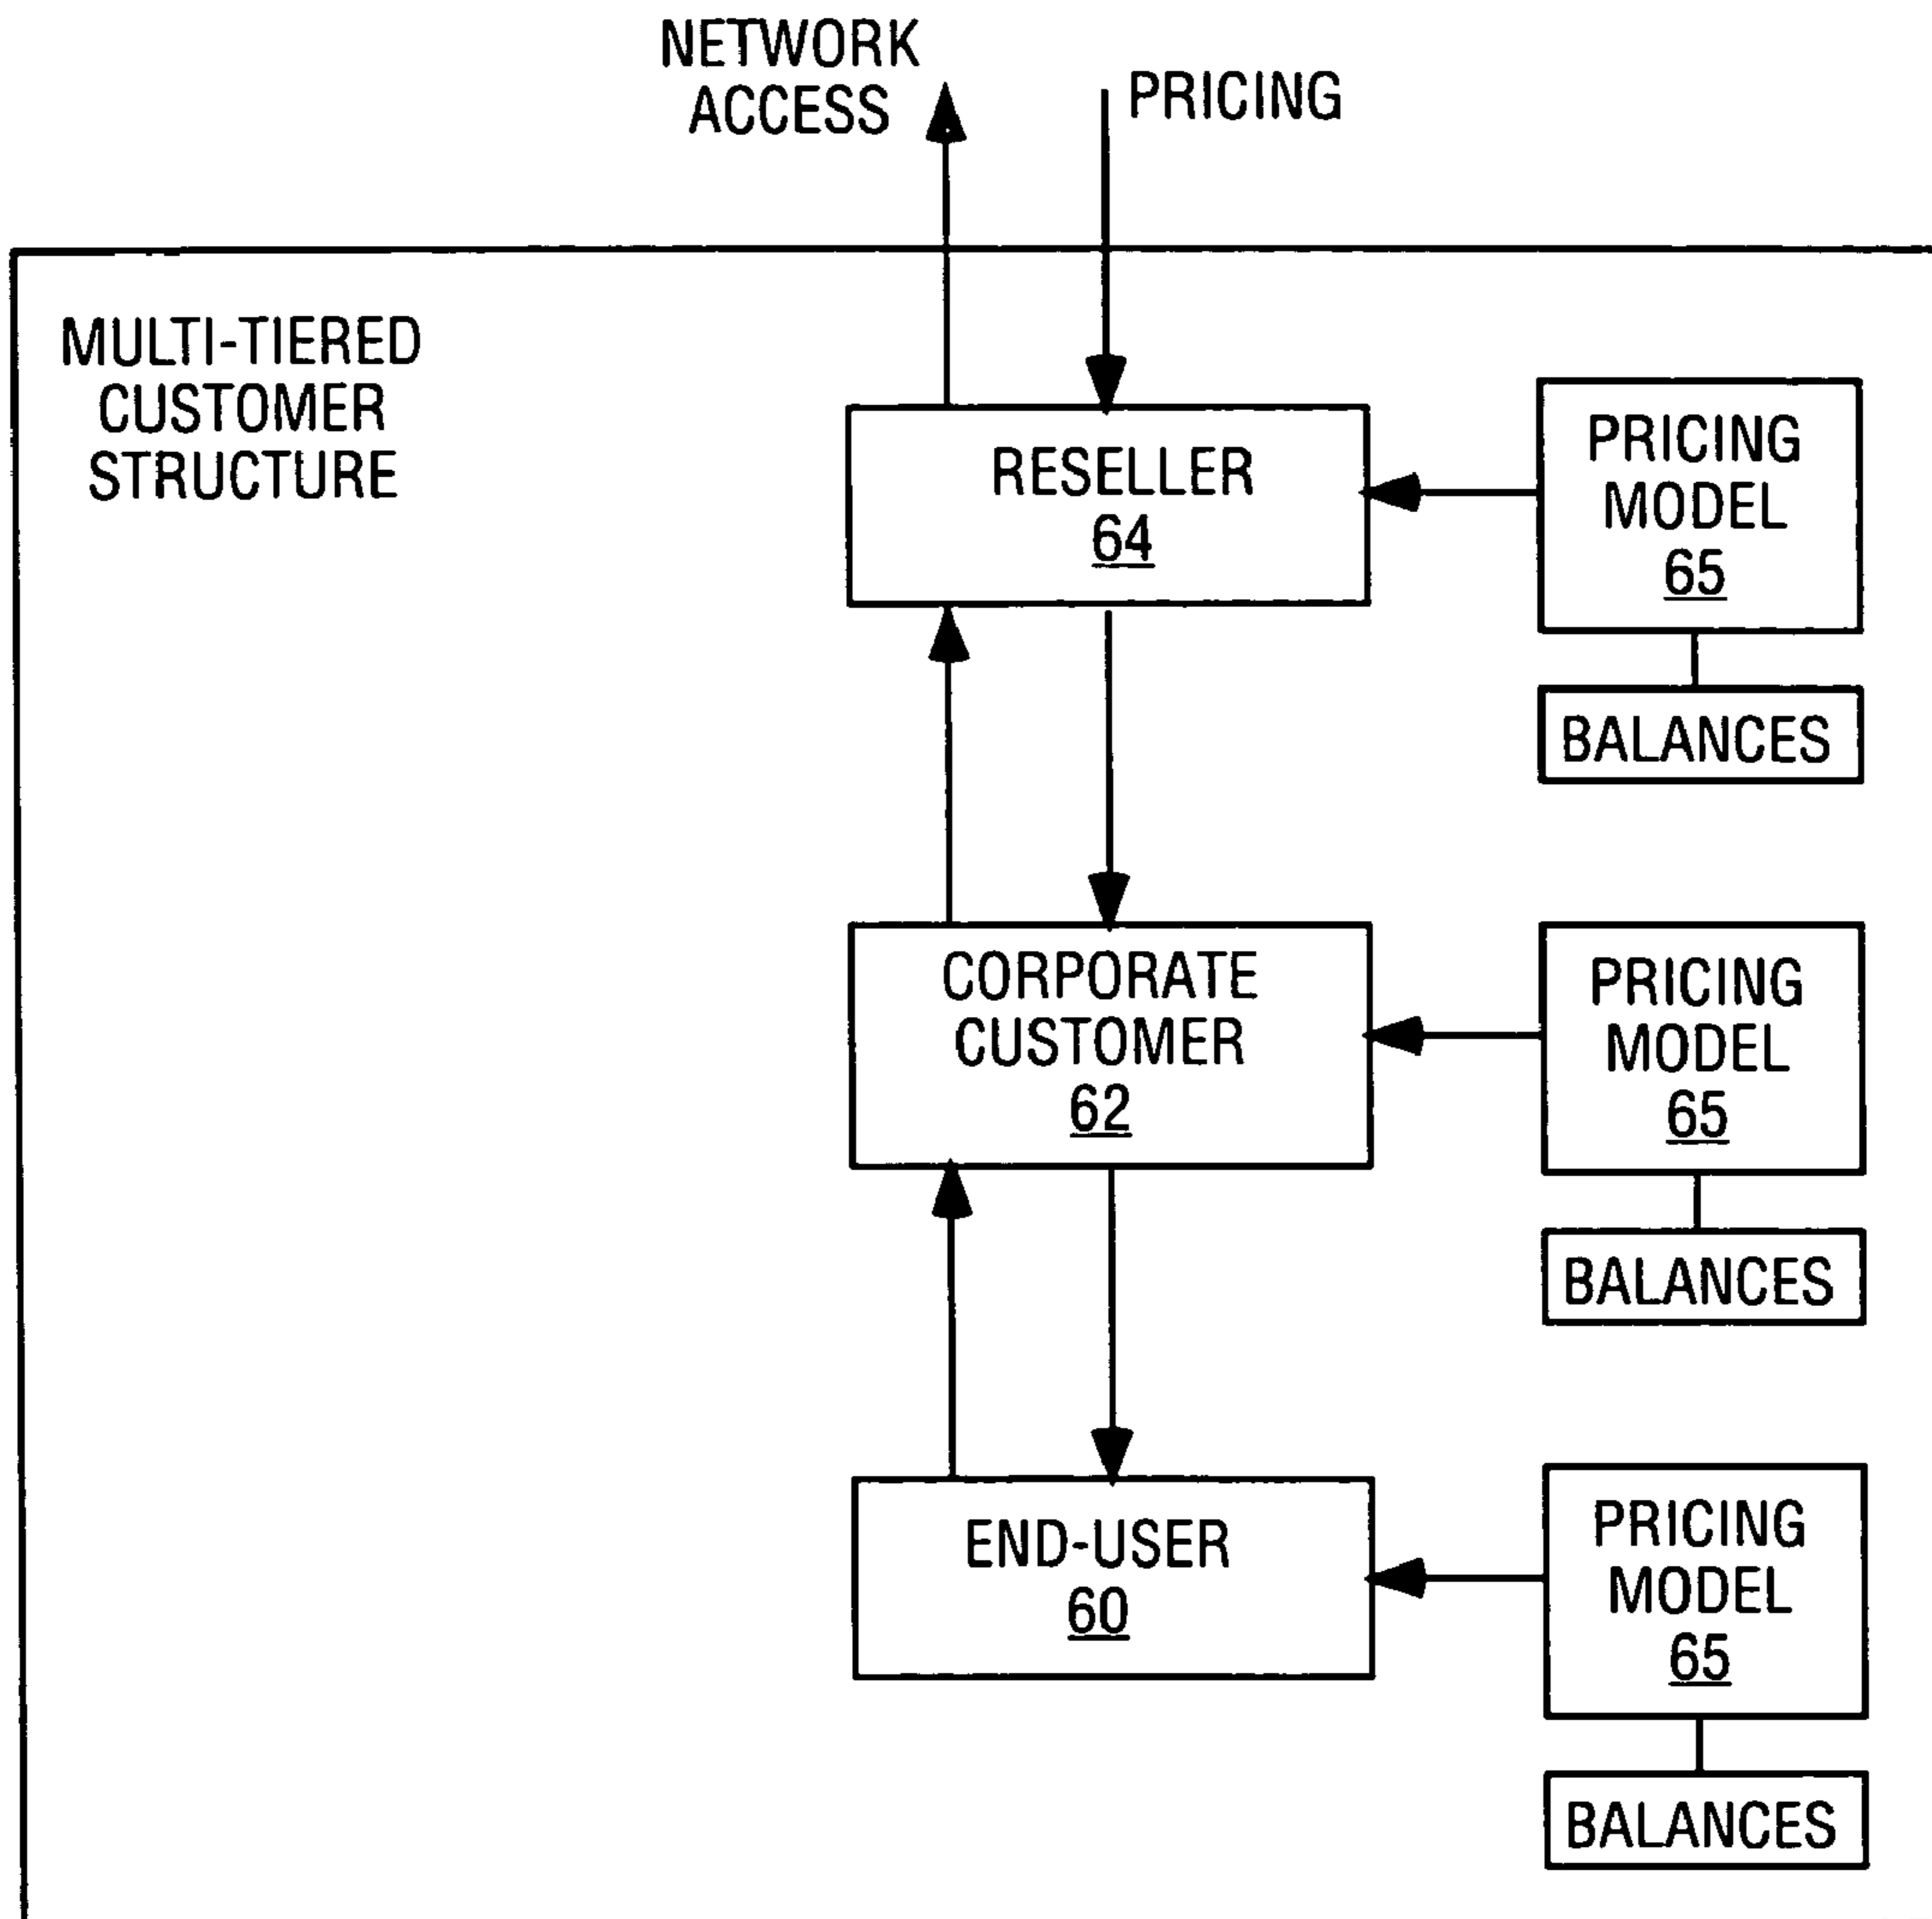 NETWORK
ACCESS
PRICING
MULTI-TIERED
CUSTOMER
STRUCTURE
RESELLER
64
PRICING
MODEL
65
BALANCES
CORPORATE
CUSTOMER
62
PRICING
MODEL
65
BALANCES
END-USER
60
PRICING
MODEL
65
BALANCES